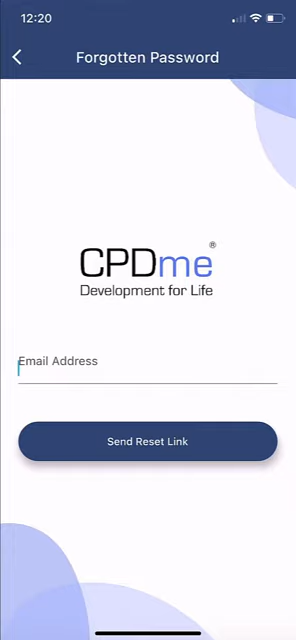 12:20
Forgotten Password
CPDme®
Development for Life
Email Address
Send Reset Link